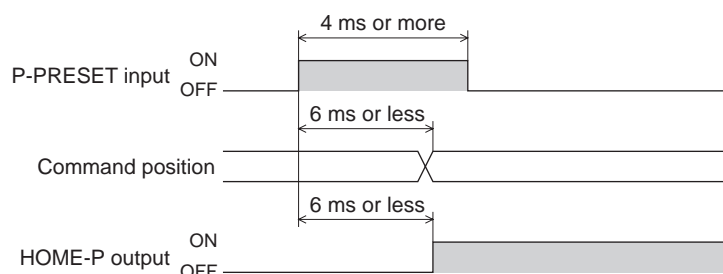 4 ms or more
ON
P-PRESET input
OFF
6 ms or less
Command position
6 ms or less
ON
HOME-P output
OFF